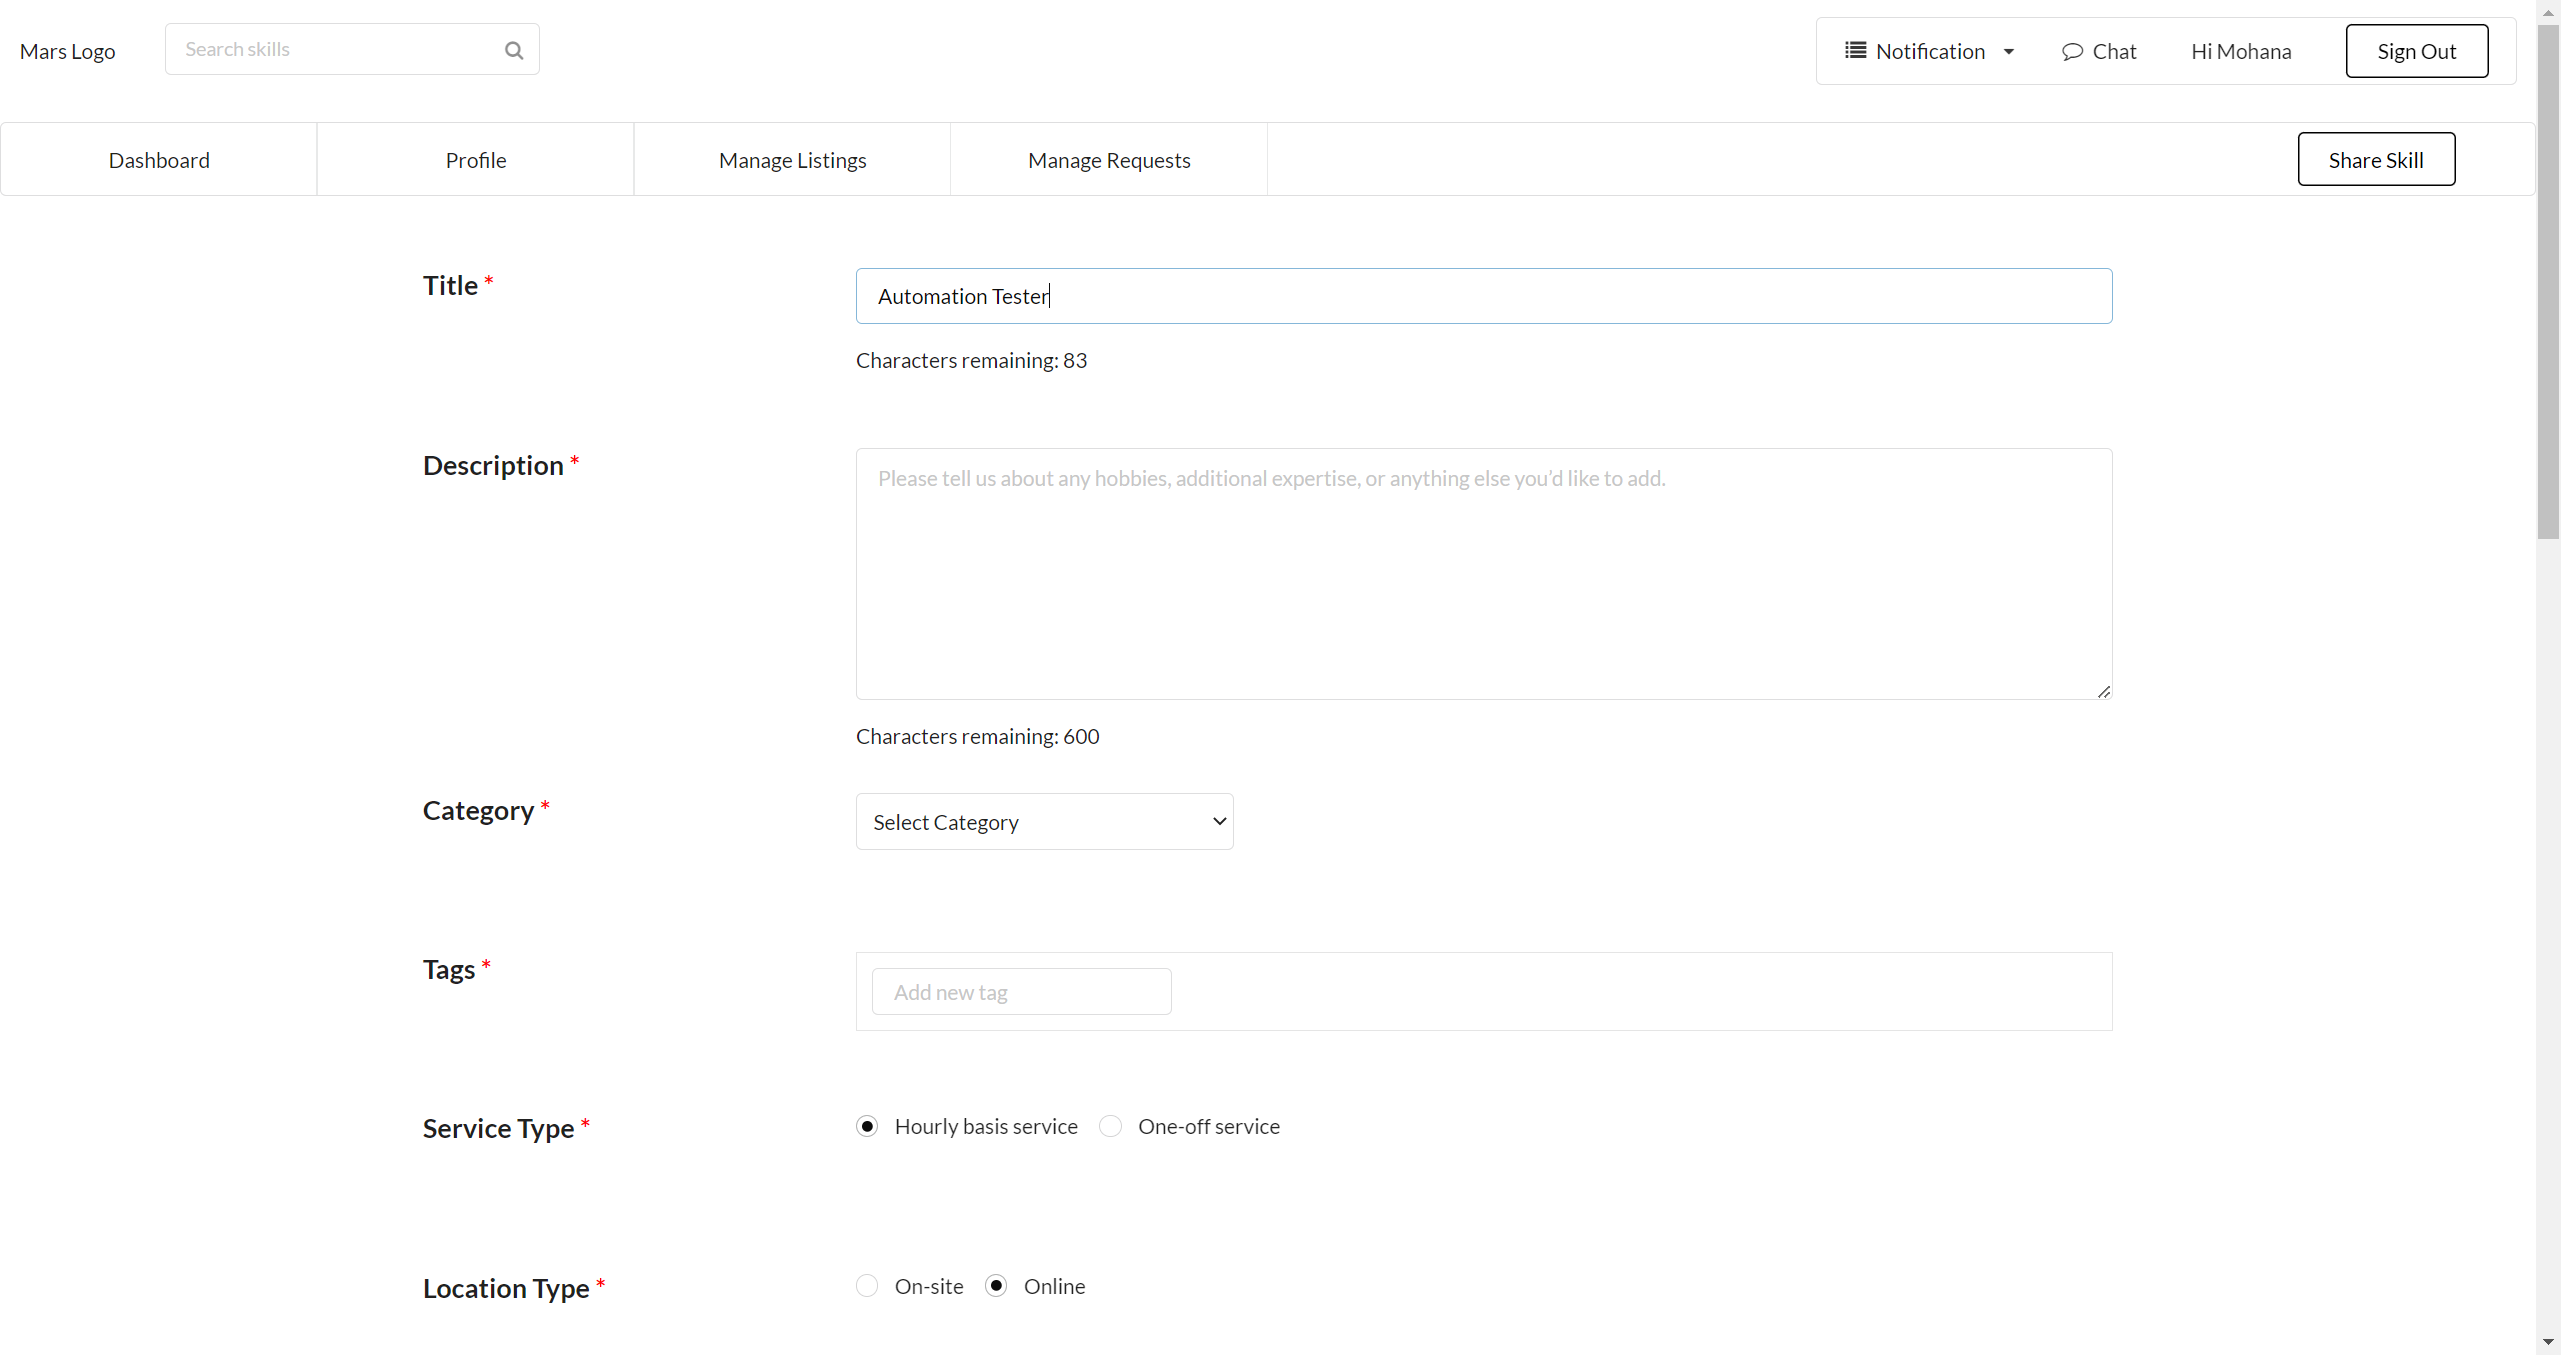 Mars Logo
Search skills
Notification
Chat
Hi Mohana
Sign Out
Dashboard
Profile
Manage Listings
Manage Requests
Share Skill
Title *
Automation Tester
Characters remaining: 83
Description *
Please tell us about any hobbies, additional expertise, or anything else you’d like to add.
Characters remaining: 600
Category *
Select Category
Tags *
Add new tag
Service Type *
Hourly basis service
One-off service
Location Type *
On-site
Online